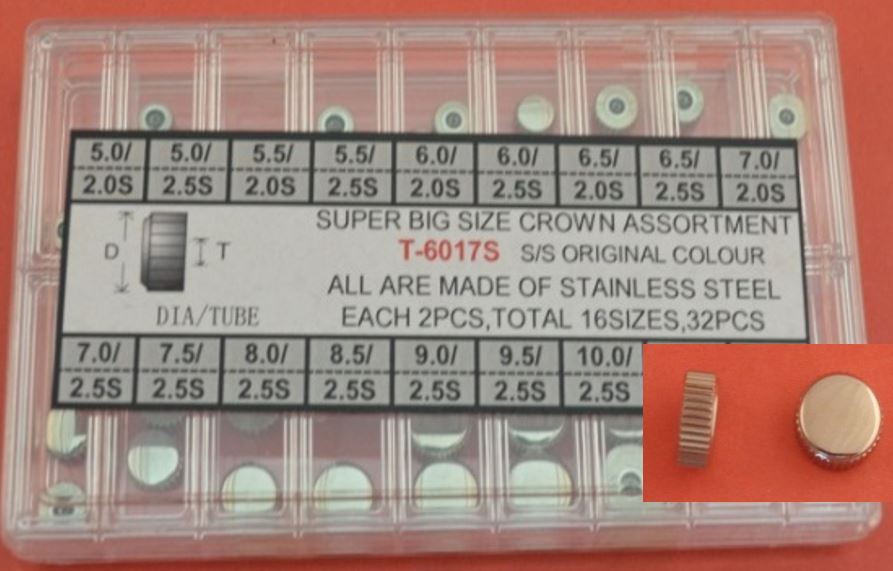 5.0/ 5.0/ 5.5/ 5.5/ 6.0/ 6.0/ 6.5/ 6.5/ 7.0/
2.0S 2.5S 2.0S 2.5S 2.0S 2.5S 2.0S 2.5S 2.0S
SUPER BIG SIZE CROWN ASSORTMENT
D T T-6017S S/S ORIGINAL COLOUR
ALL ARE MADE OF STAINLESS STEEL
DIA/TUBE EACH 2PCS,TOTAL 16SIZES,32PCS
7.0/ 7.5/ 8.0/ 8.5/ 9.0/ 9.5/ 10.0/
2.5S 2.5S 2.5S 2.5S 2.5S 2.5S 2.5S